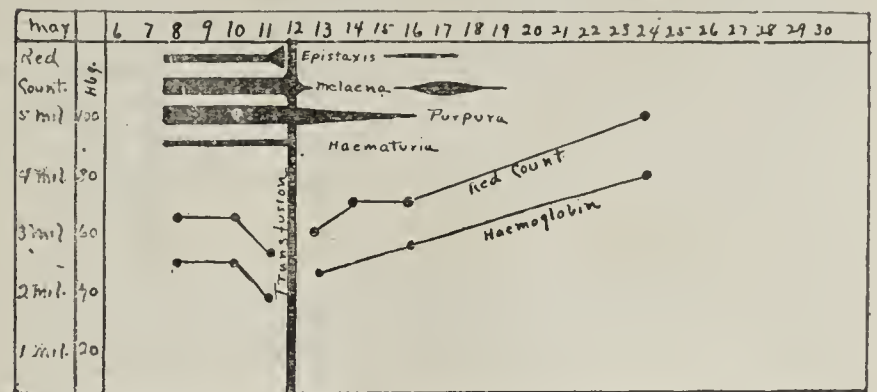 May 6 7 8 9 10 11 12 13 14 15 16 17 18 19 20 21 22 23 24 25 26 27 28 29 30
Red Count. Hbg.
Epistaxis
melaena
5 mil 100
Purpura
Haematuria
4 mil 80
Red Count
3 mil 60
Haemoglobin
Transfusion
2 mil. 40
1 mil. 20